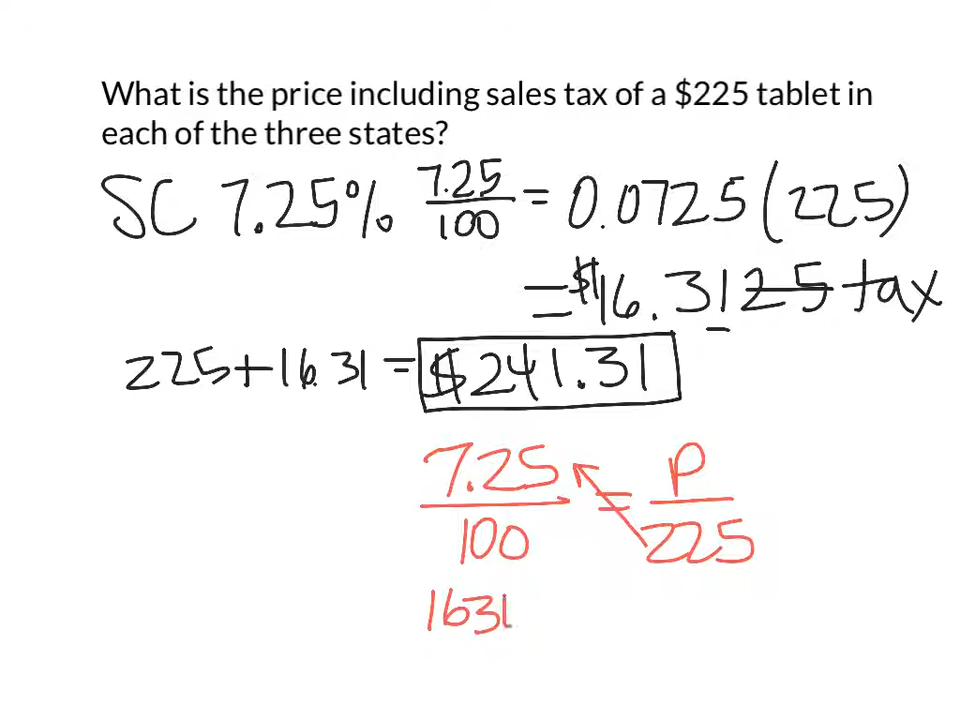 What is the price including sales tax of a $225 tablet in
each of the three states?
SC 7.25% 7.25/100 = 0.0725(225)
= $16.3125 tax
225+16.31 = $241.31
7.25/100 = P/225
1631